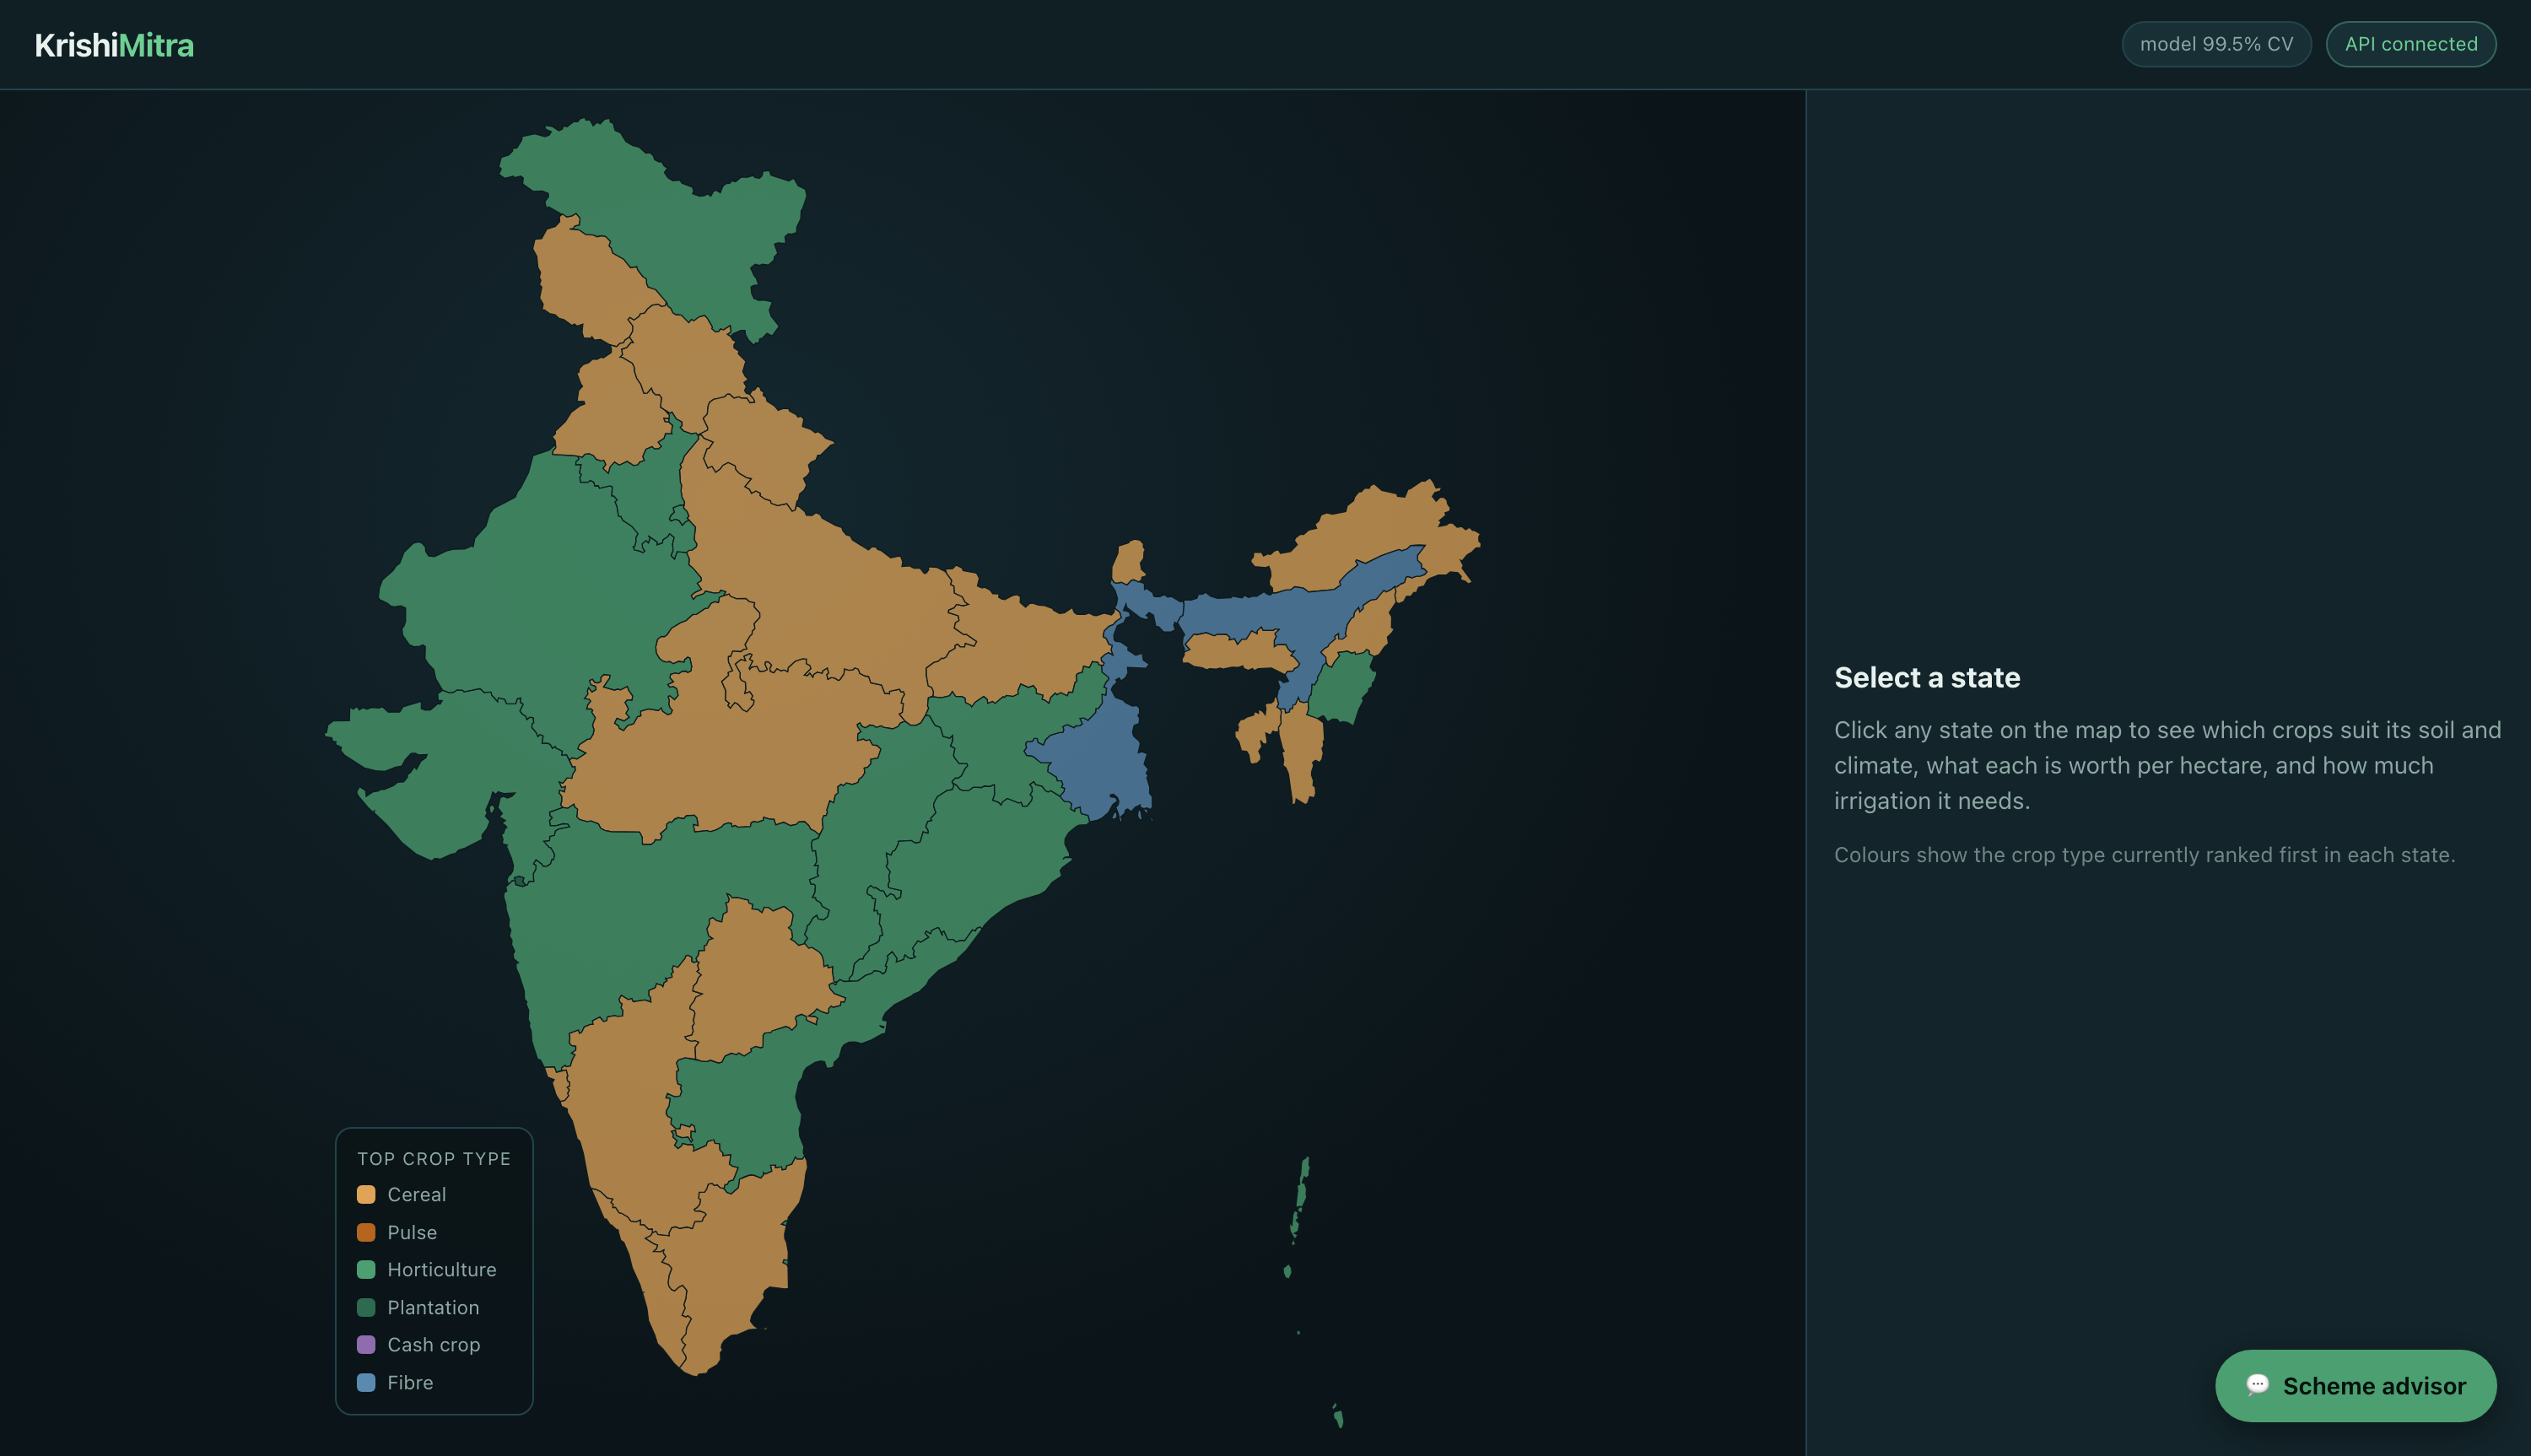 KrishiMitra
model 99.5% CV
API connected
Select a state
Click any state on the map to see which crops suit its soil and
climate, what each is worth per hectare, and how much
irrigation it needs.
Colours show the crop type currently ranked first in each state.
TOP CROP TYPE
Cereal
Pulse
Horticulture
Plantation
Cash crop
Fibre
Scheme advisor